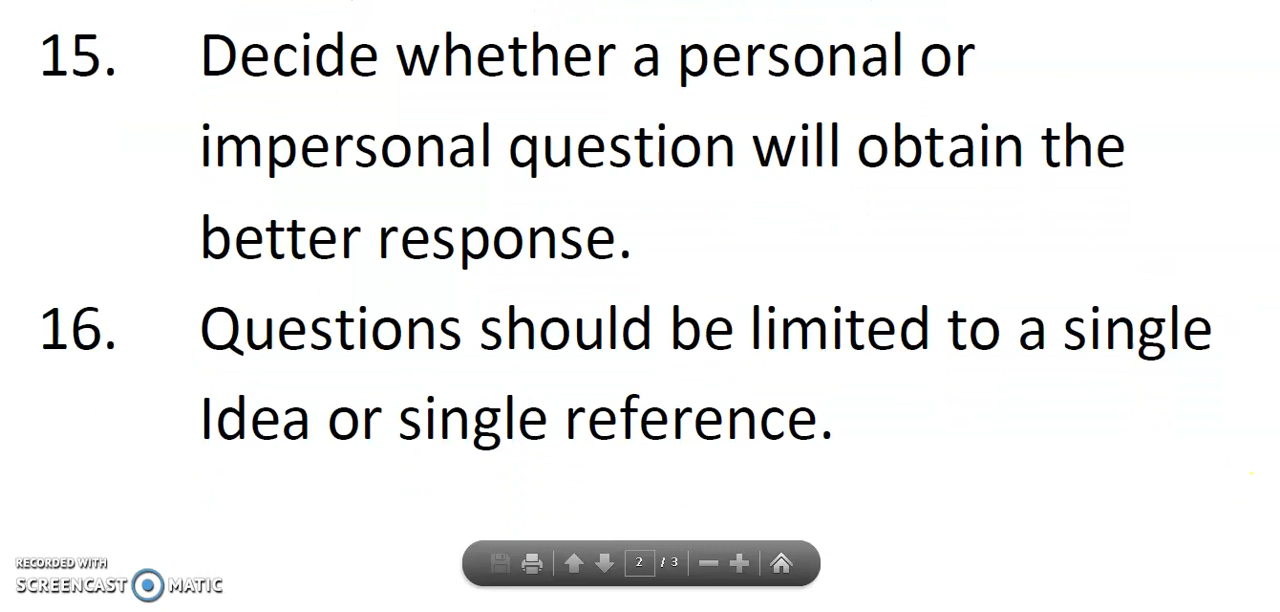 15. Decide whether a personal or
impersonal question will obtain the
better response.
16. Questions should be limited to a single
Idea or single reference.
2 / 3
RECORDED WITH
SCREENCAST MATIC